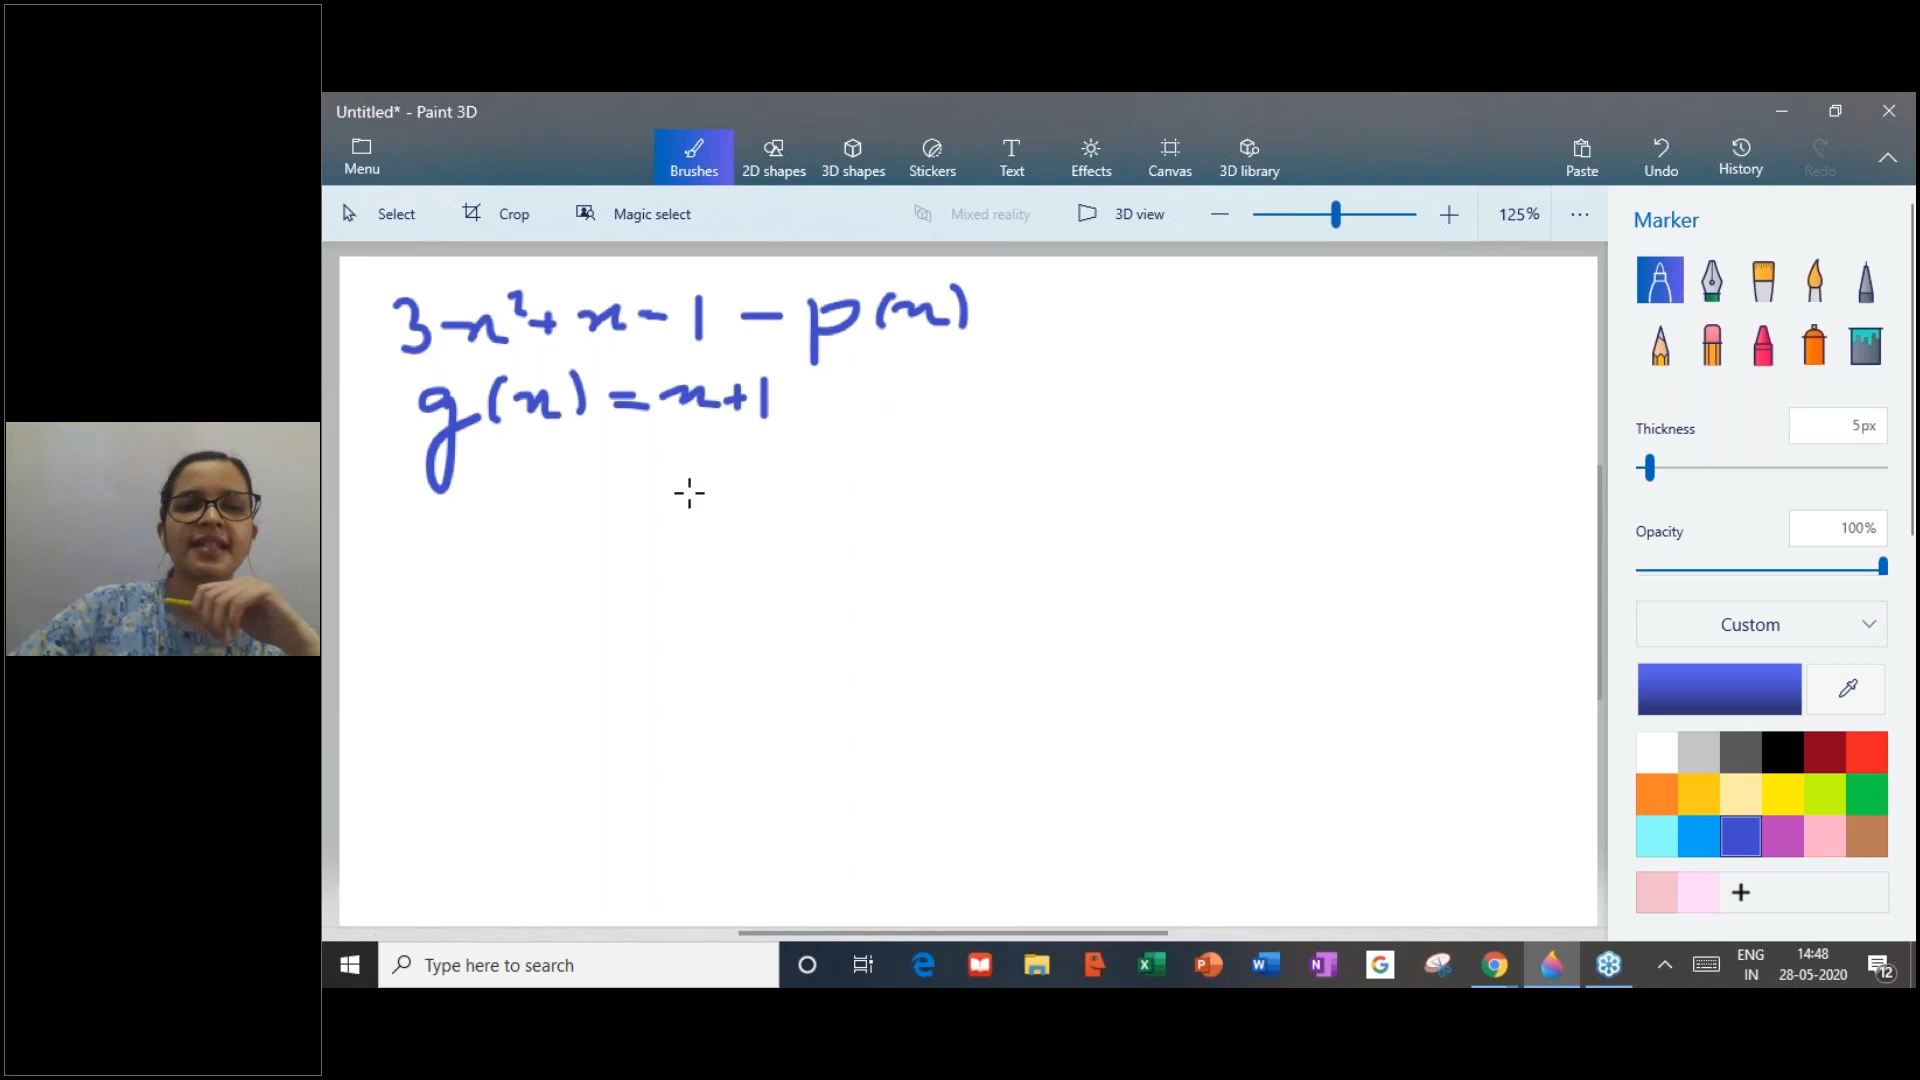 Untitled* - Paint 3D
Menu
Brushes
2D shapes
3D shapes
Stickers
Text
Effects
Canvas
3D library
Paste
Undo
History
Redo
Select
Crop
Magic select
Mixed reality
3D view
125%
Marker
3x² + x - 1 - p(x)
g(x) = x+1
Thickness
5px
Opacity
100%
Custom
Type here to search
ENG
IN
14:48
28-05-2020
12